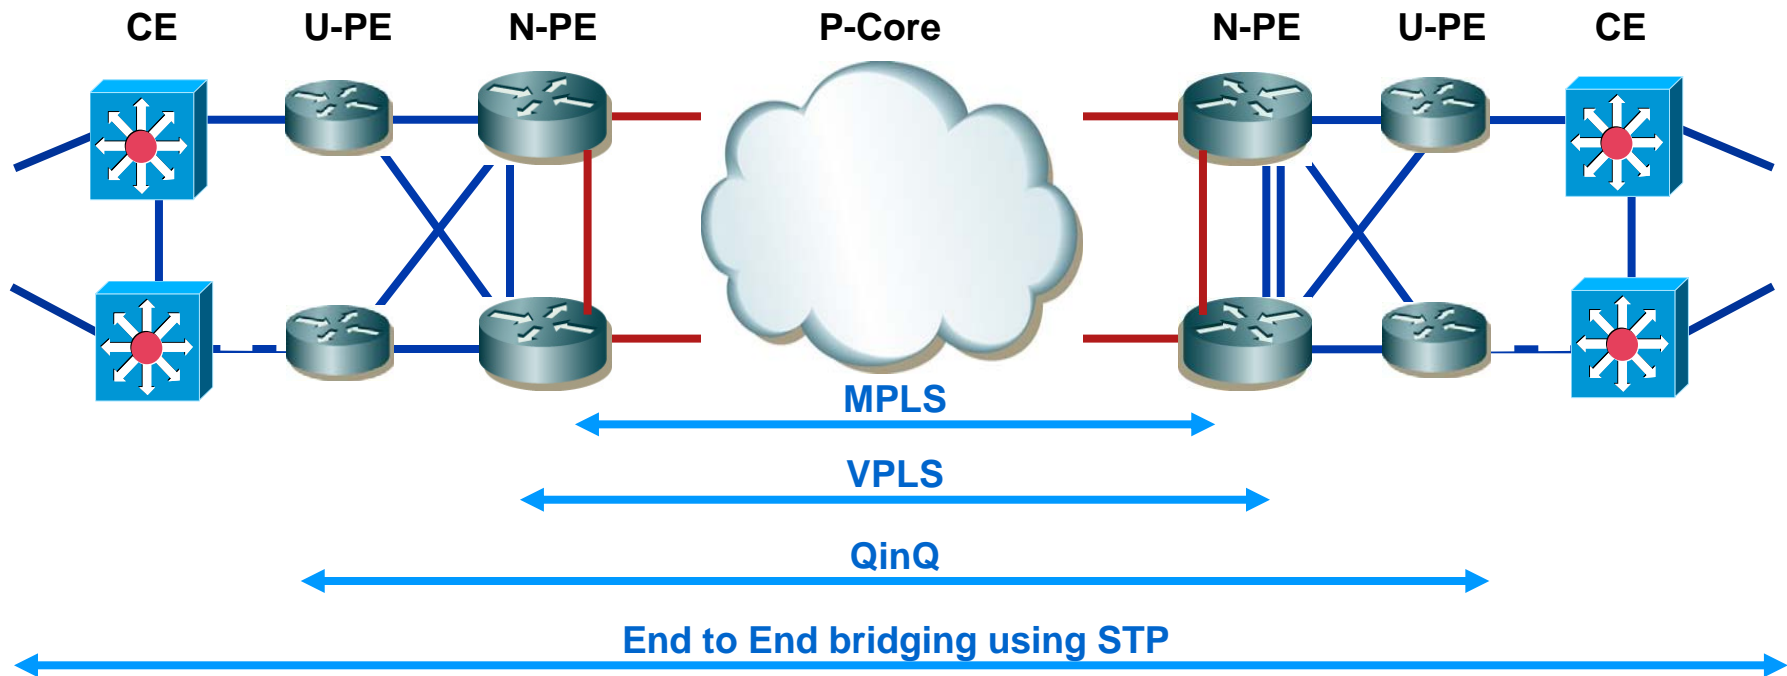 CE U-PE N-PE P-Core N-PE U-PE CE
MPLS
VPLS
QinQ
End to End bridging using STP